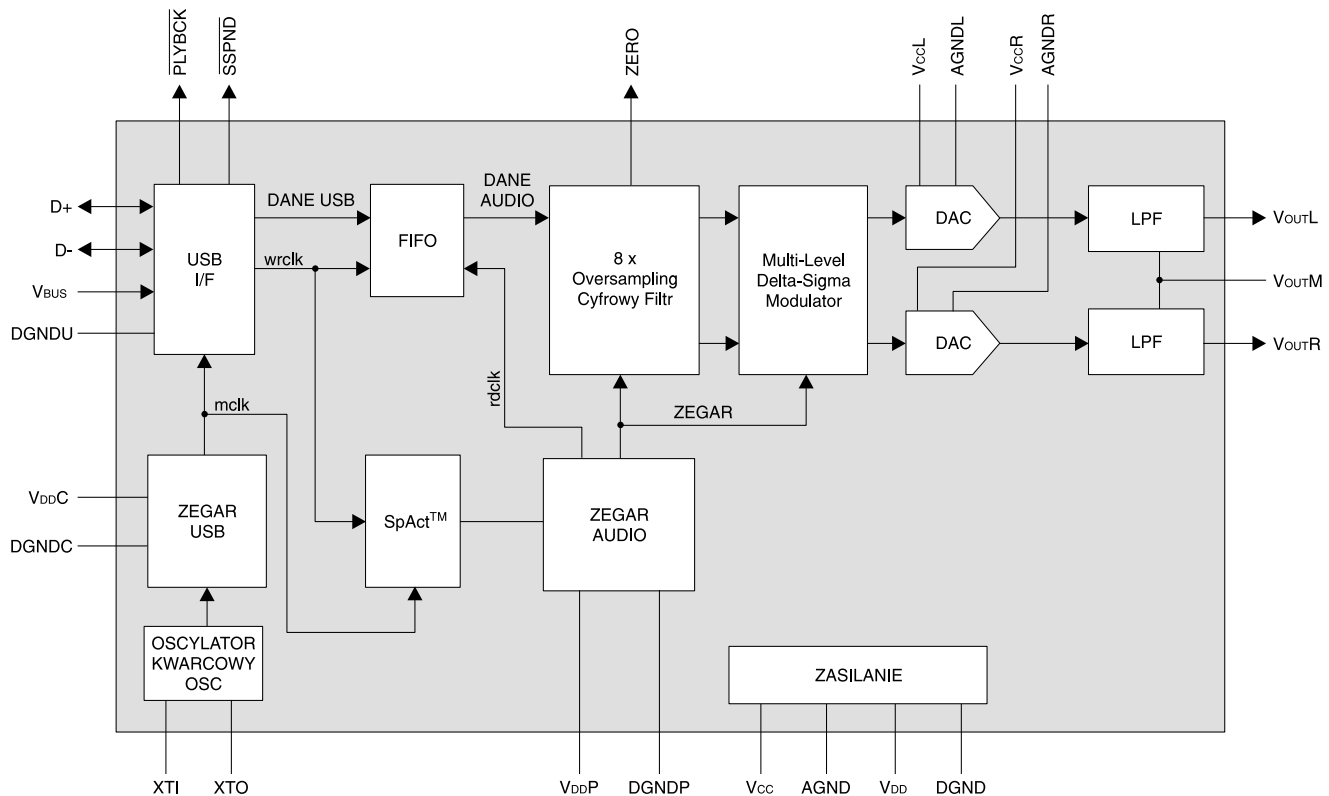 PLYBCK
SSPND
ZERO
VCCL
AGNDL
VCCR
AGNDR
D+
D-
VBUS
DGNDU
USB
I/F
DANE USB
wrclk
FIFO
DANE
AUDIO
8 x
Oversampling
Cyfrowy Filtr
Multi-Level
Delta-Sigma
Modulator
DAC
DAC
LPF
LPF
VOUTL
VOUTM
VOUTR
mclk
rdclk
ZEGAR
VDDC
DGNDC
ZEGAR
USB
SpAct™
ZEGAR
AUDIO
OSCYLATOR
KWARCOWY
OSC
ZASILANIE
XTI
XTO
VDDP
DGNDP
VCC
AGND
VDD
DGND